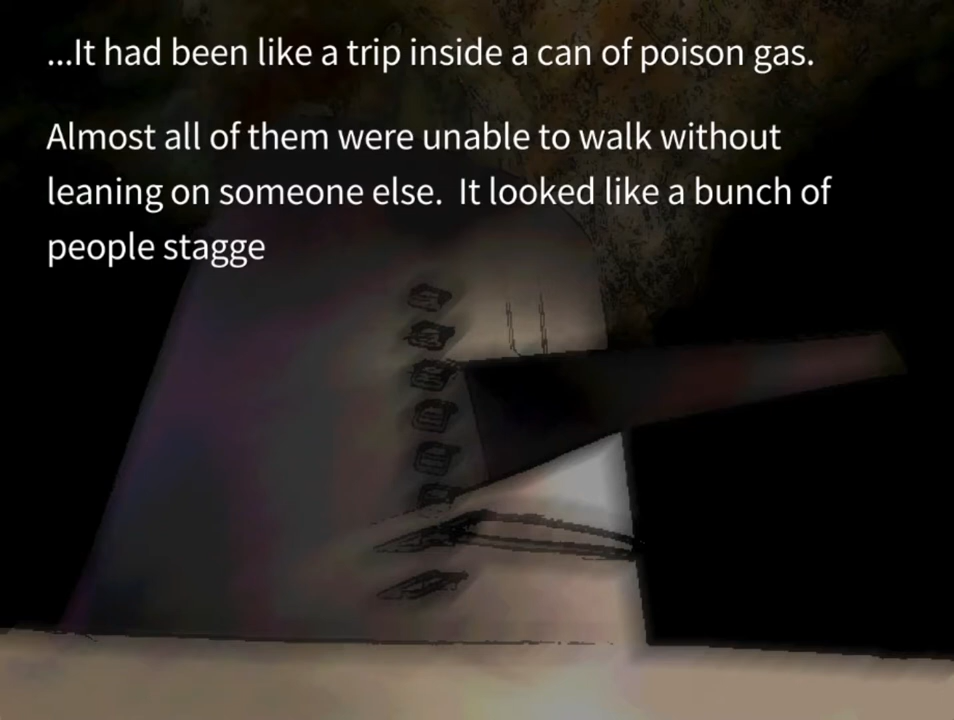 ...It had been like a trip inside a can of poison gas.
Almost all of them were unable to walk without
leaning on someone else.  It looked like a bunch of
people stagge